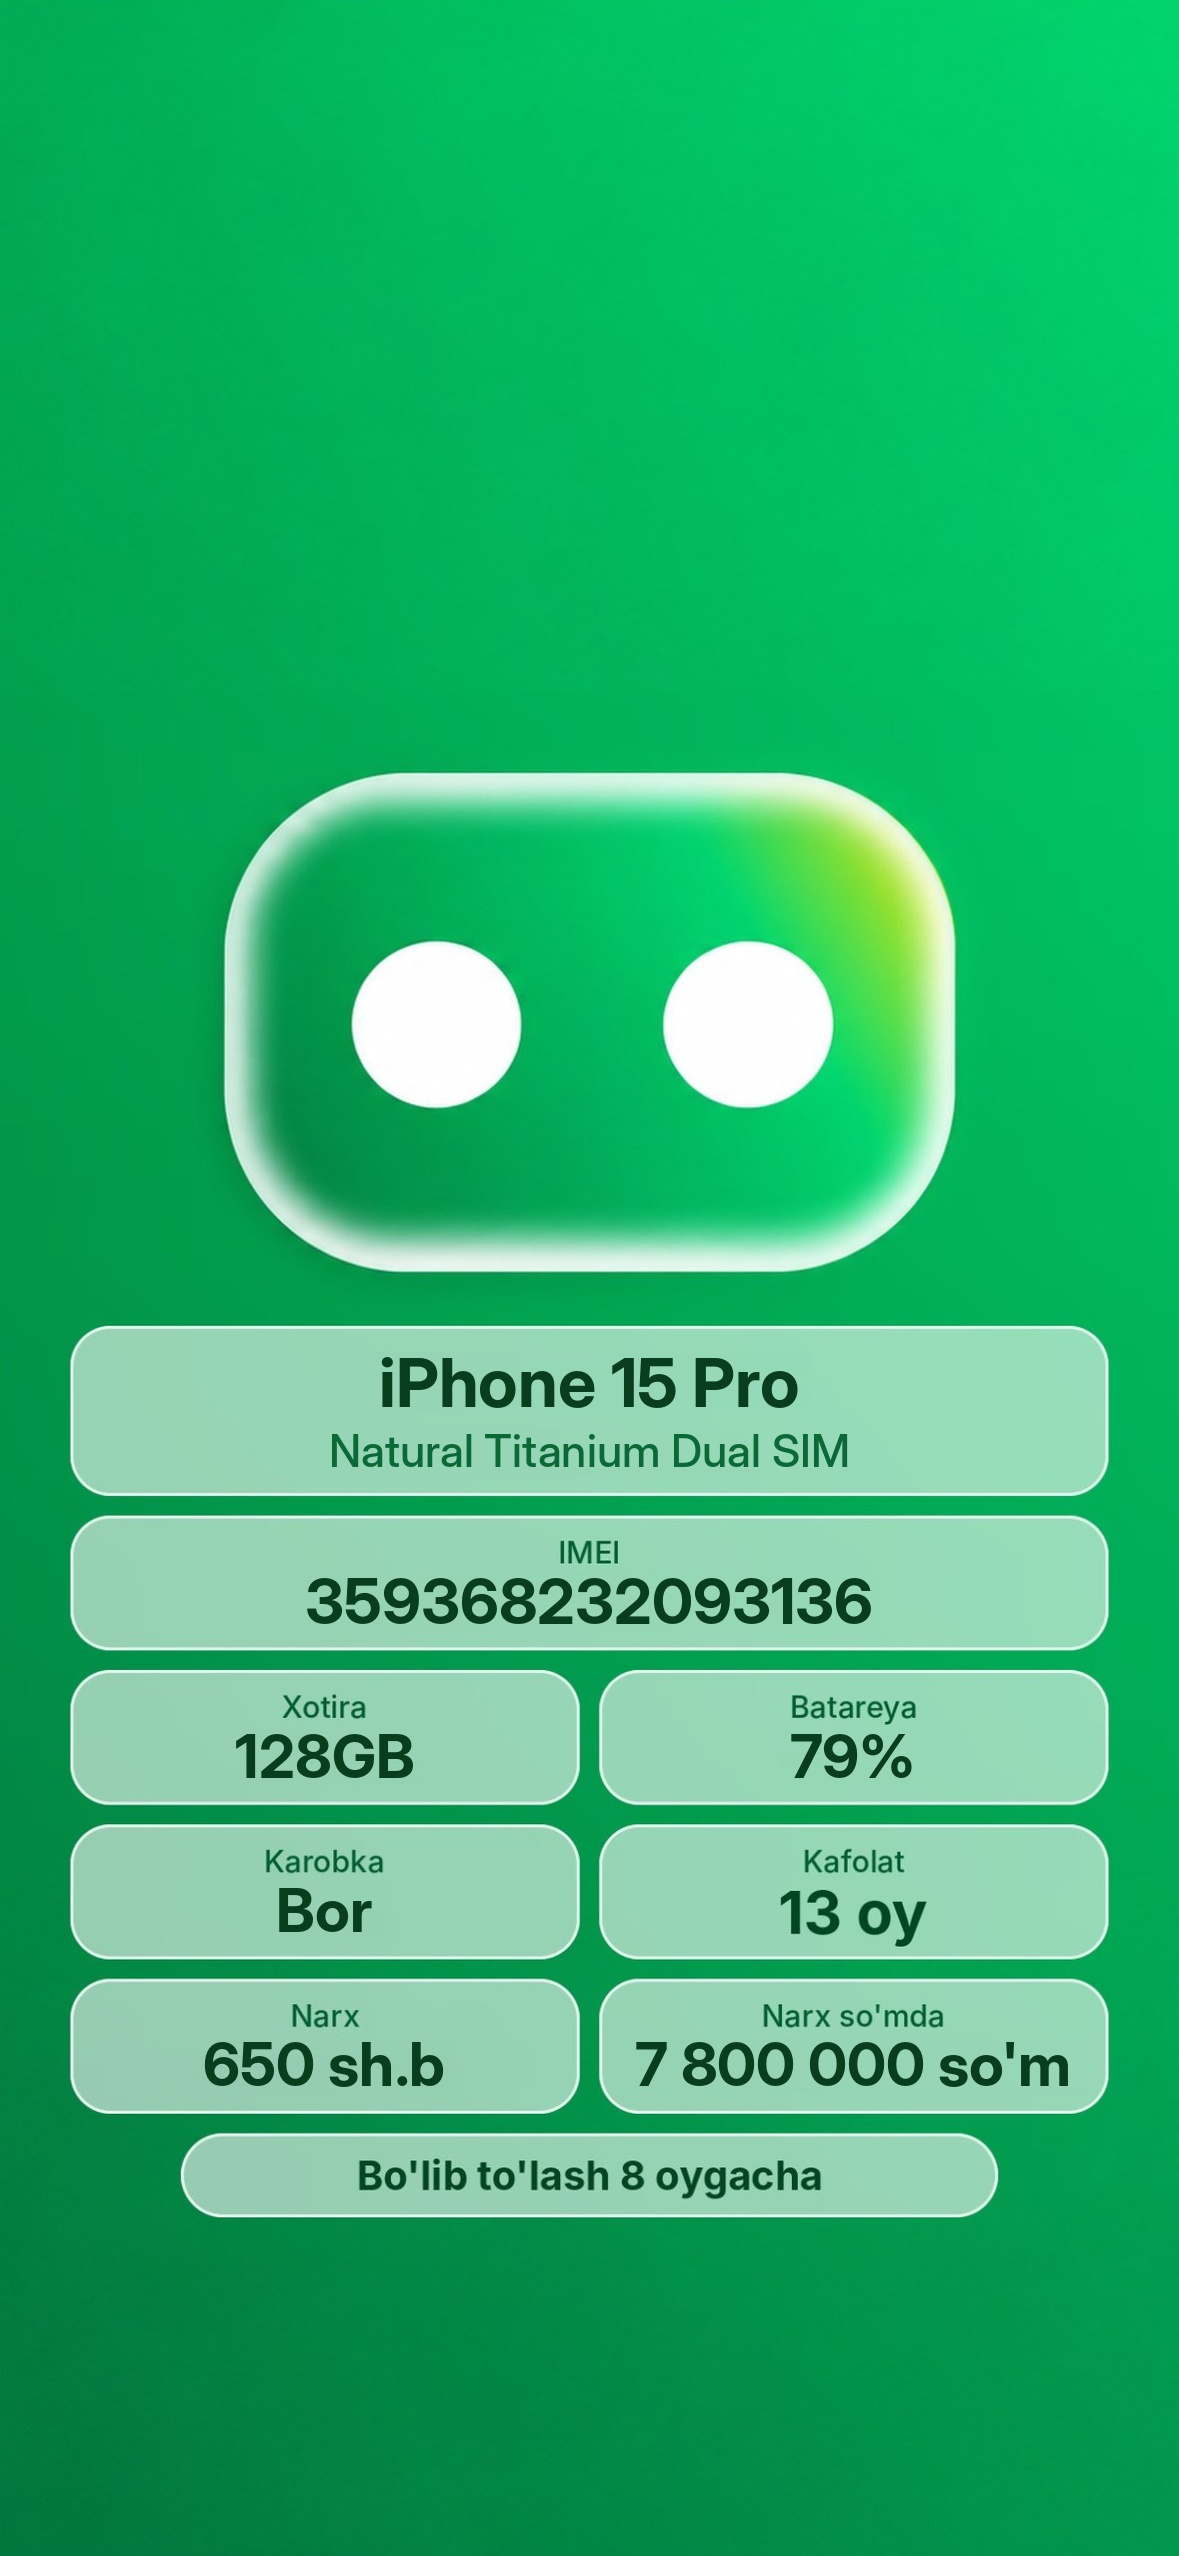 iPhone 15 Pro
Natural Titanium Dual SIM
IMEI
359368232093136
Xotira
128GB
Batareya
79%
Karobka
Bor
Kafolat
13 oy
Narx
650 sh.b
Narx so'mda
7 800 000 so'm
Bo'lib to'lash 8 oygacha